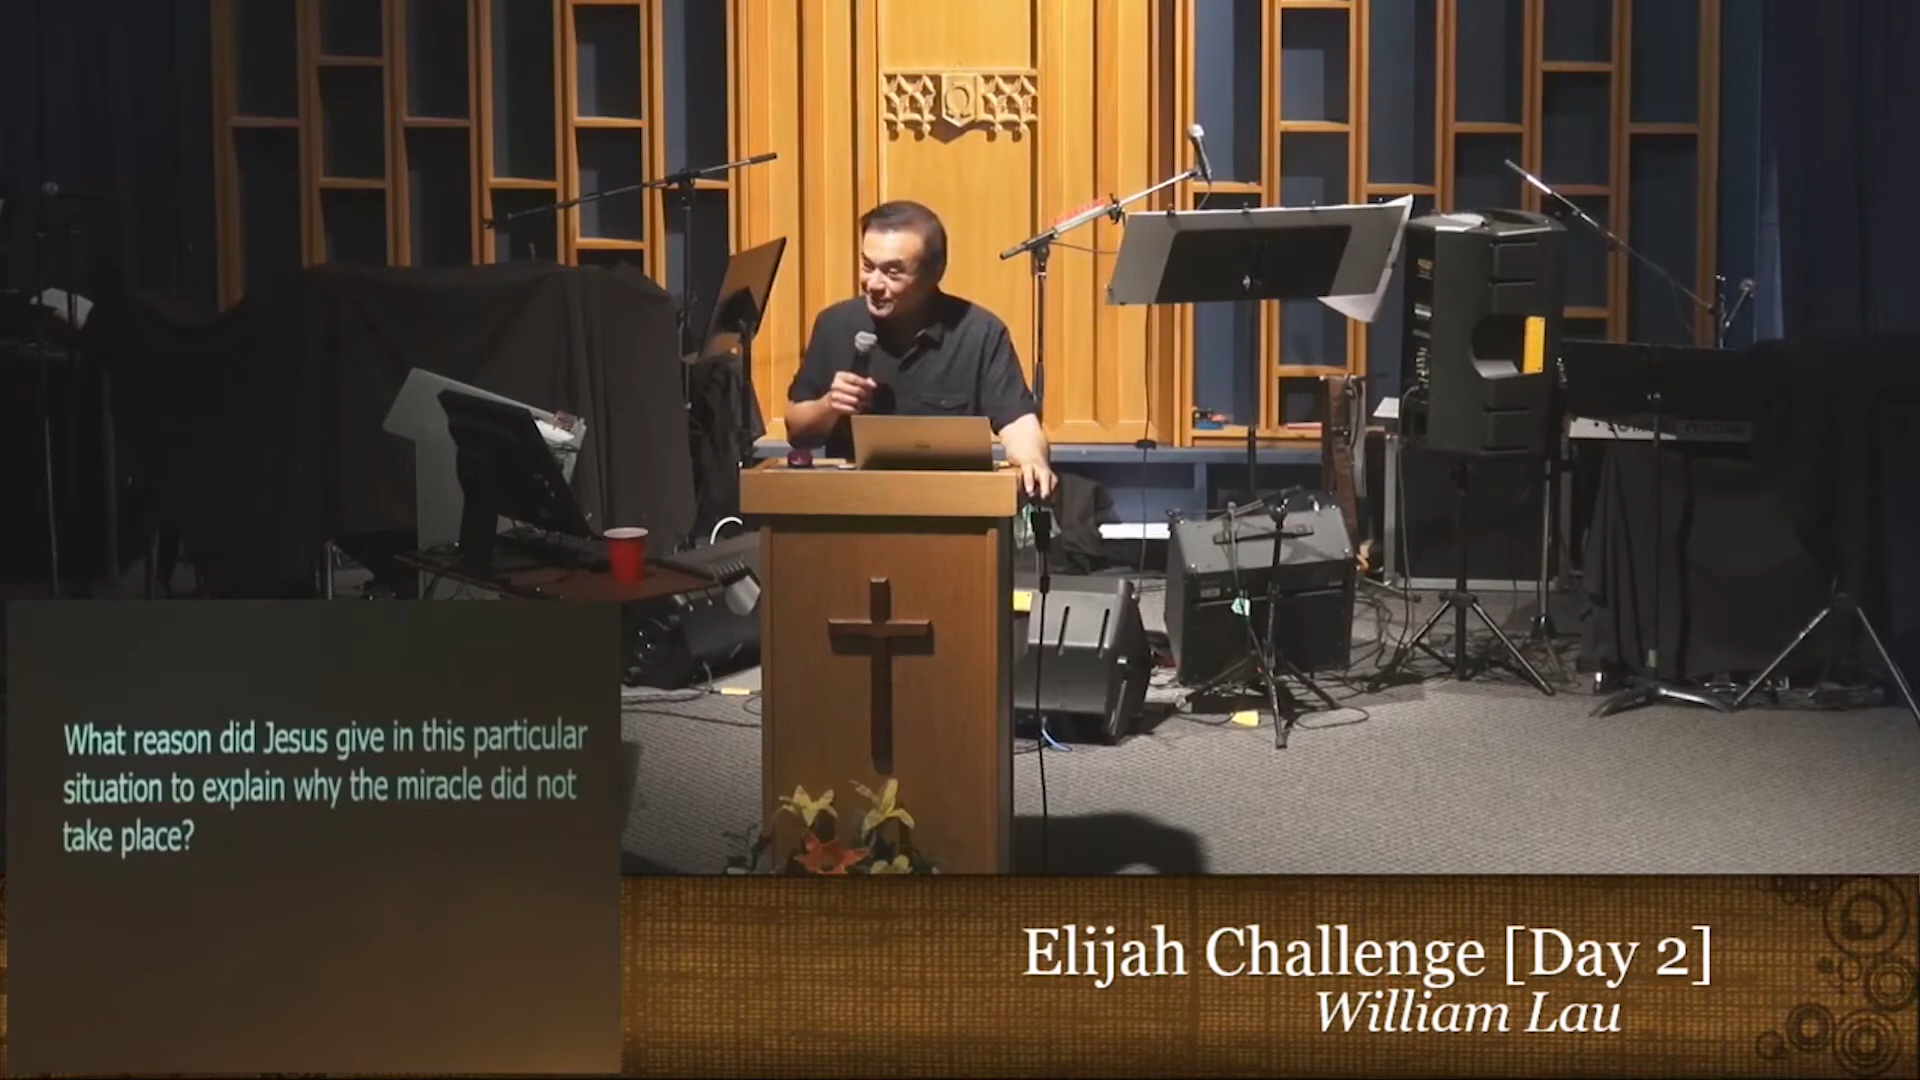 What reason did Jesus give in this particular
situation to explain why the miracle did not
take place?
Elijah Challenge [Day 2]
William Lau